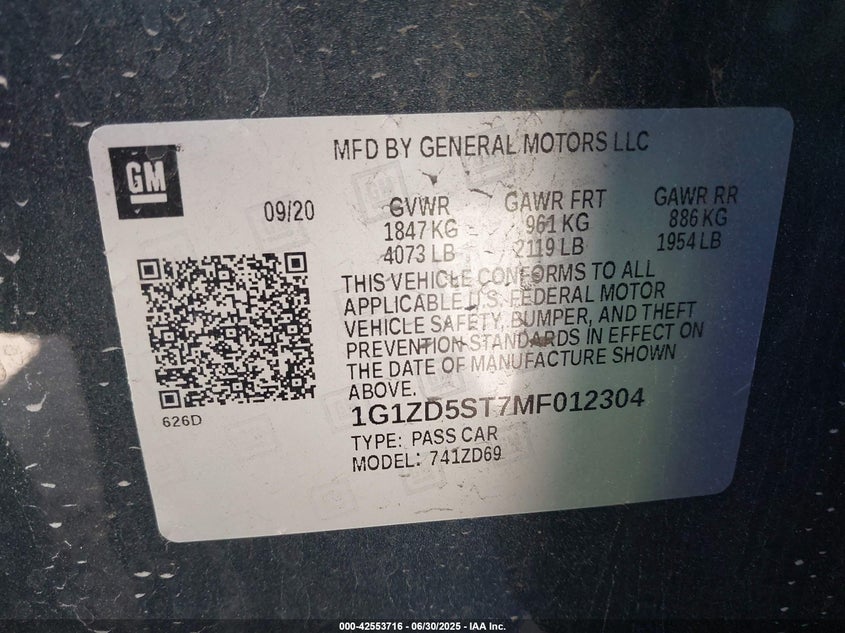 GM
MFD BY GENERAL MOTORS LLC
09/20
GVWR GAWR FRT GAWR RR
1847 KG 961 KG 886 KG
4073 LB 2119 LB 1954 LB
THIS VEHICLE CONFORMS TO ALL
APPLICABLE U.S. FEDERAL MOTOR
VEHICLE SAFETY, BUMPER, AND THEFT
PREVENTION STANDARDS IN EFFECT ON
THE DATE OF MANUFACTURE SHOWN
ABOVE.
626D
1G1ZD5ST7MF012304
TYPE: PASS CAR
MODEL: 741ZD69
000-42553716 - 06/30/2025 - IAA Inc.